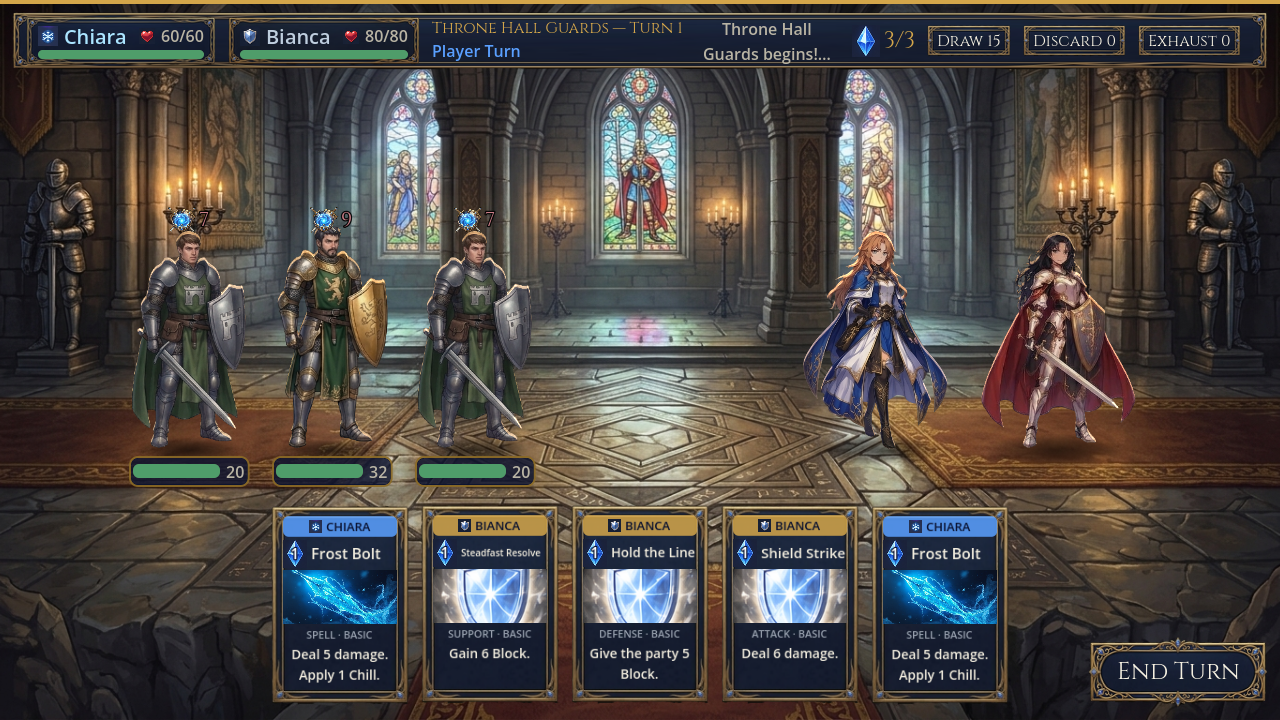 Chiara 60/60
Bianca 80/80
Throne Hall Guards — Turn 1
Player Turn
Throne Hall
Guards begins!...
3/3
Draw 15
Discard 0
Exhaust 0
7
9
7
20
32
20
CHIARA
1 Frost Bolt
SPELL · BASIC
Deal 5 damage.
Apply 1 Chill.
BIANCA
1 Steadfast Resolve
SUPPORT · BASIC
Gain 6 Block.
BIANCA
1 Hold the Line
DEFENSE · BASIC
Give the party 5
Block.
BIANCA
1 Shield Strike
ATTACK · BASIC
Deal 6 damage.
CHIARA
1 Frost Bolt
SPELL · BASIC
Deal 5 damage.
Apply 1 Chill.
End Turn